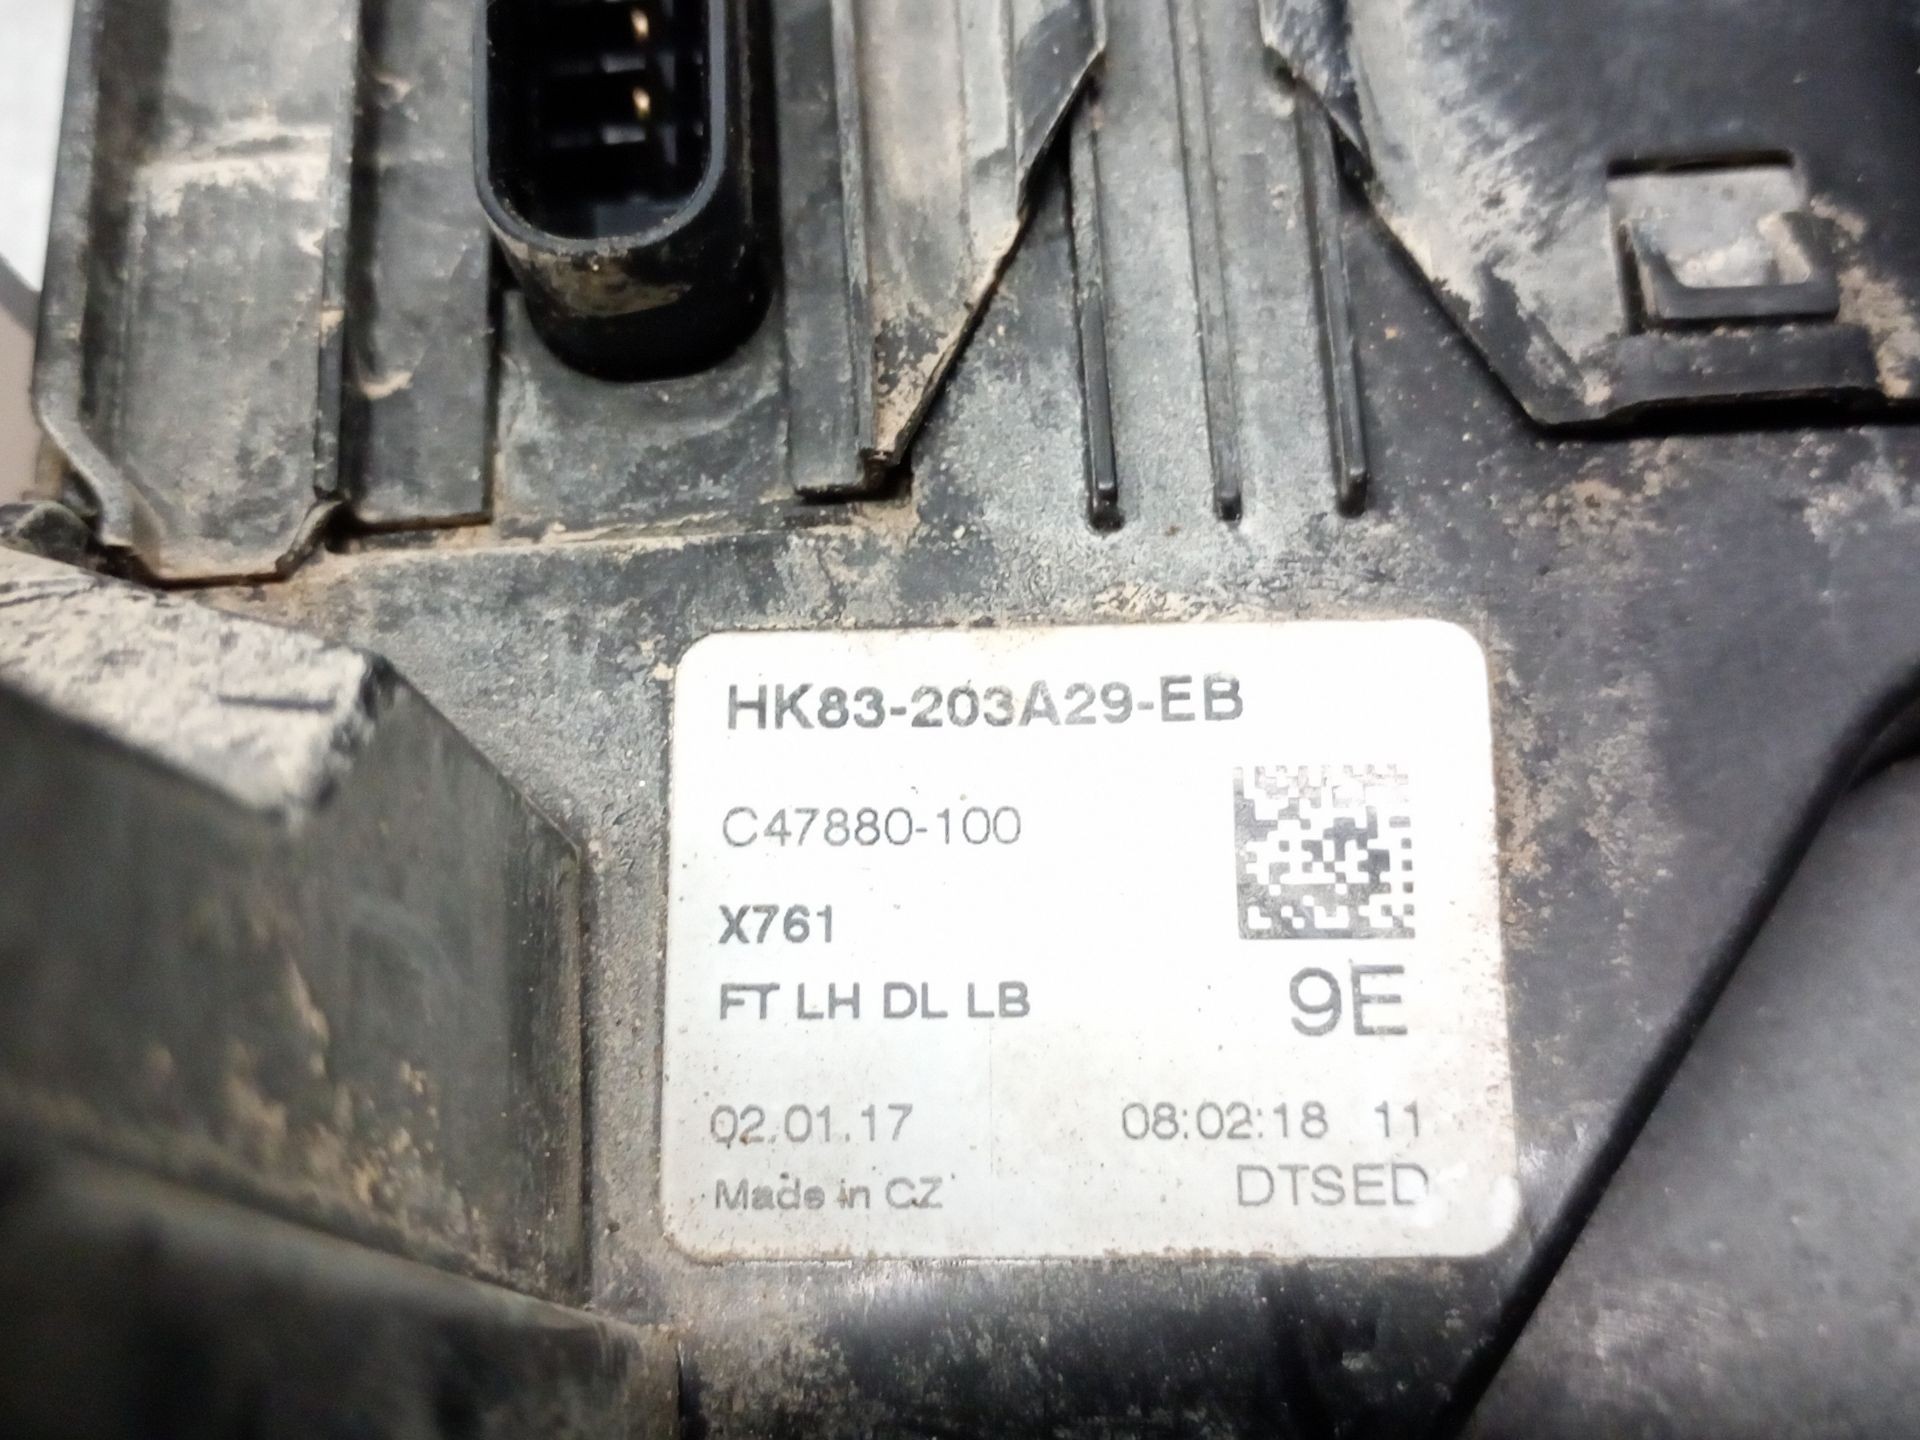 HK83-203A29-EB
C47880-100
X761
FT LH DL LB
9E
02.01.17 08:02:18 11
Made in CZ DTSED